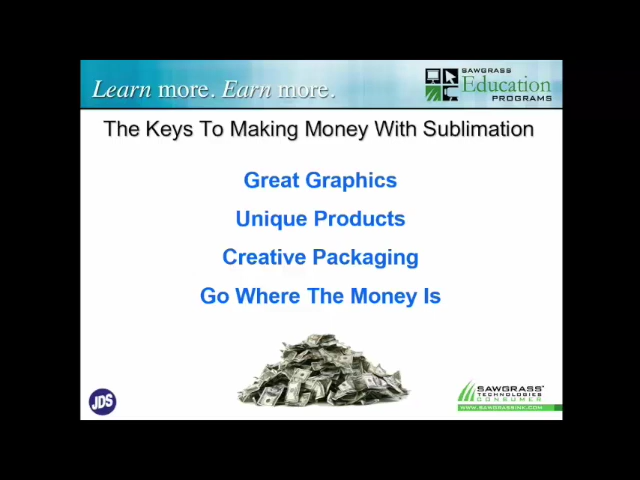 Learn more. Earn more.
SAWGRASS
Education
PROGRAMS
The Keys To Making Money With Sublimation
Great Graphics
Unique Products
Creative Packaging
Go Where The Money Is
JDS
SAWGRASS
TECHNOLOGIES
CONSUMER
WWW.SAWGRASSINK.COM